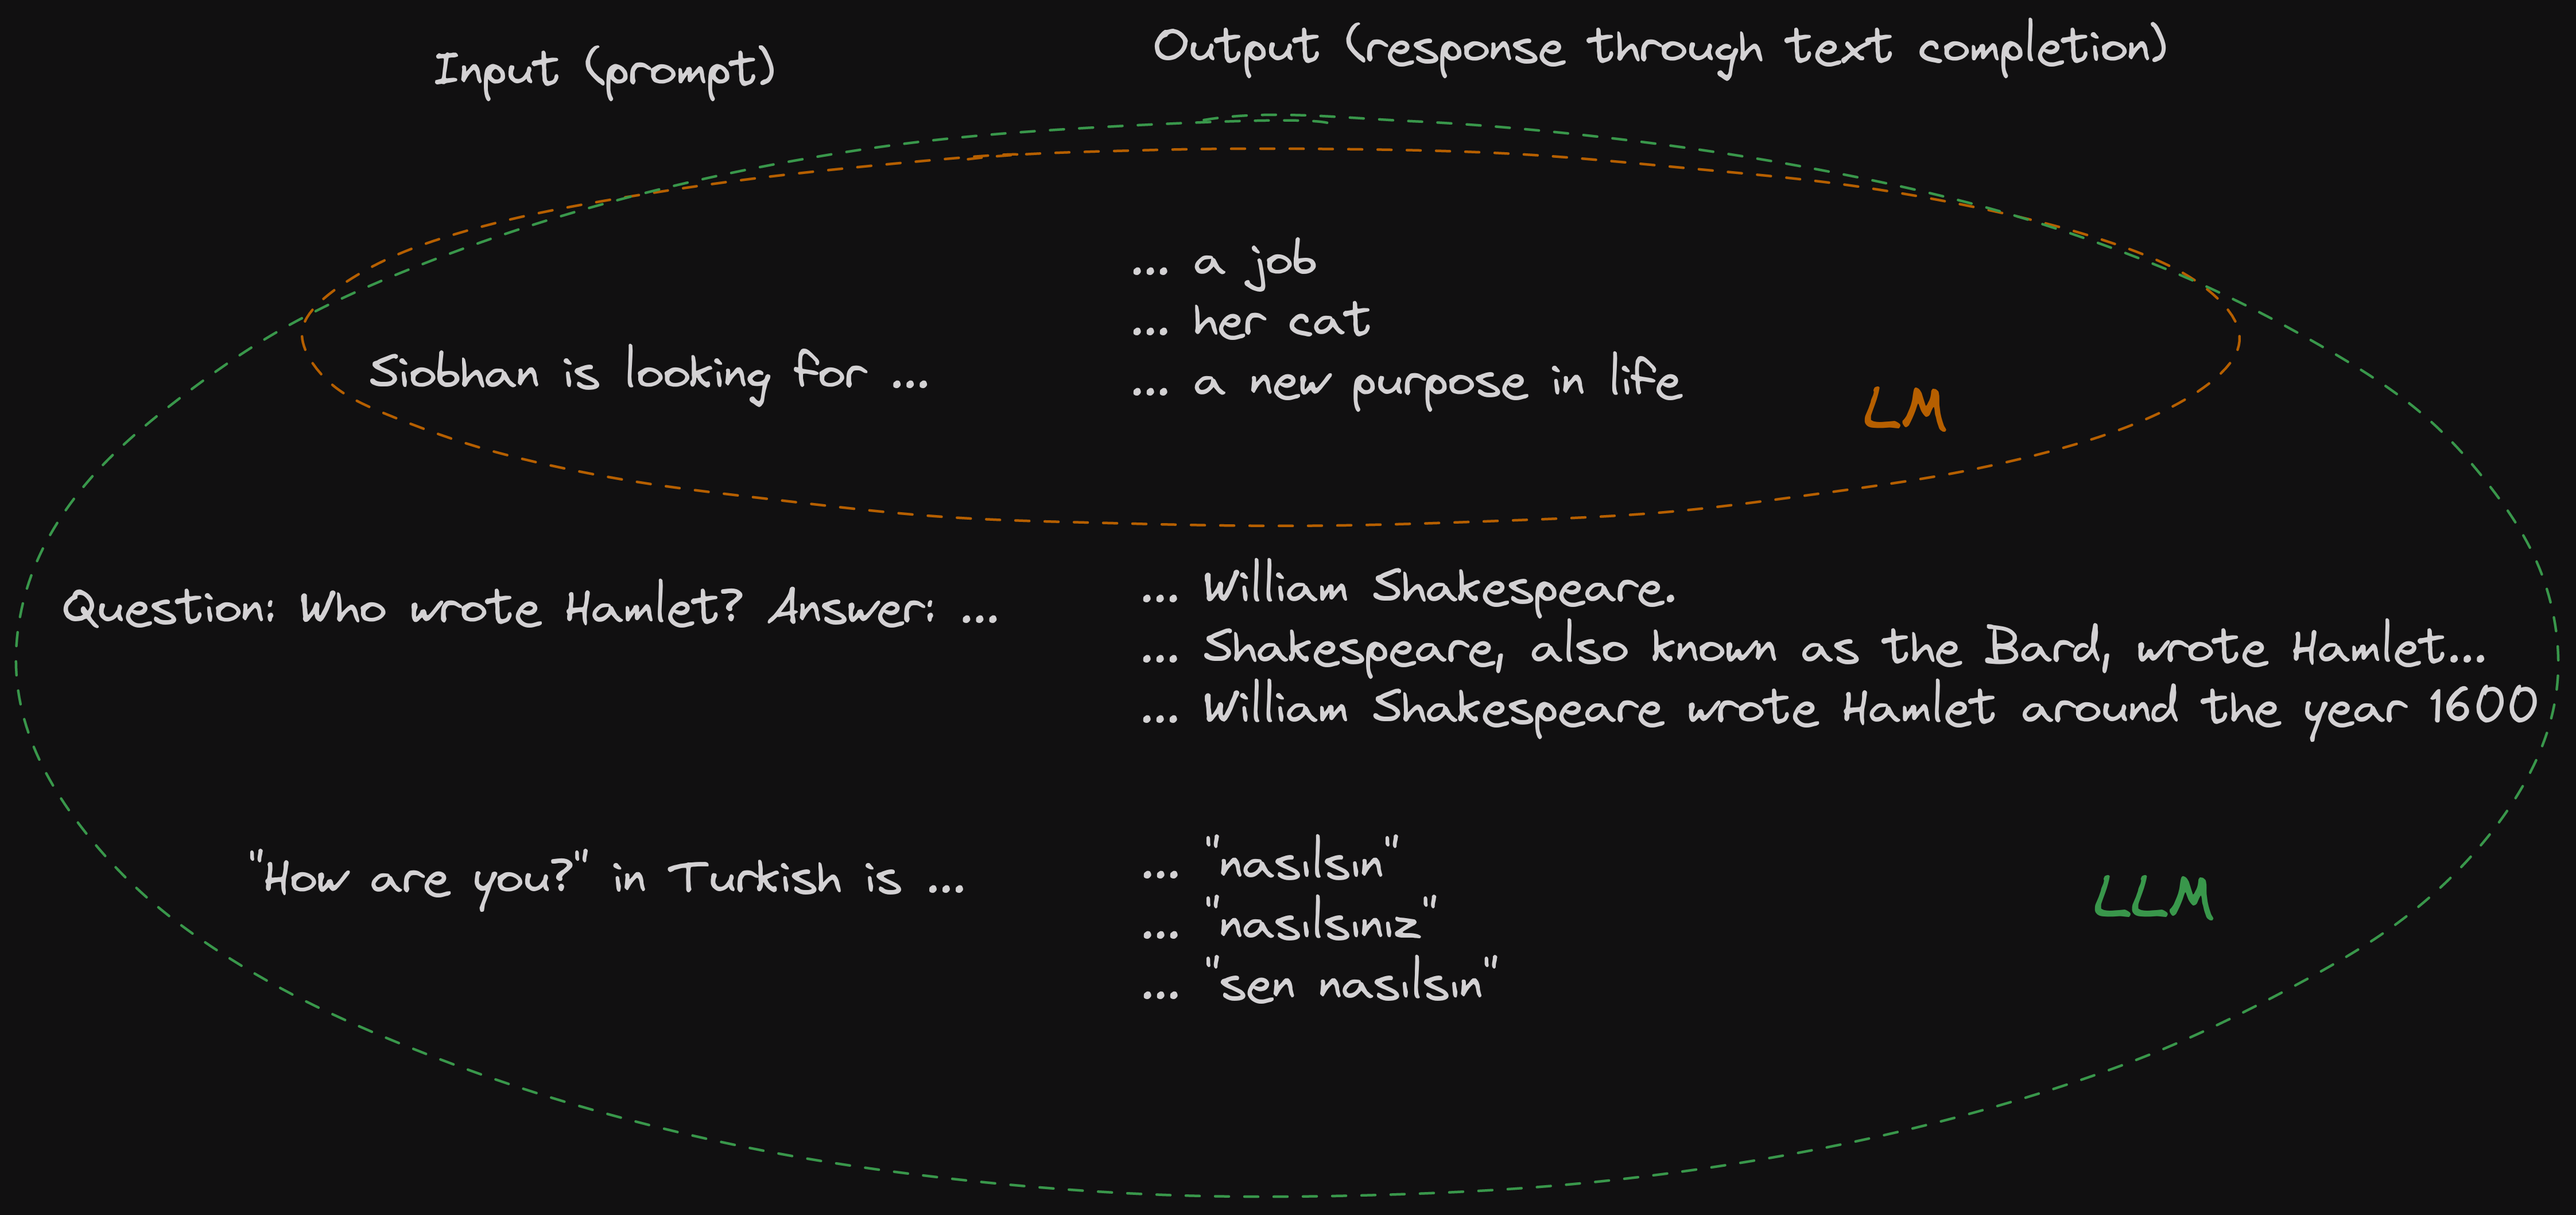 Input (prompt)
Output (response through text completion)
Siobhan is looking for ...
... a job
... her cat
... a new purpose in life
LM
Question: Who wrote Hamlet? Answer: ...
... William Shakespeare.
... Shakespeare, also known as the Bard, wrote Hamlet...
... William Shakespeare wrote Hamlet around the year 1600
"How are you?" in Turkish is ...
... "nasılsın"
... "nasılsınız"
... "sen nasılsın"
LLM